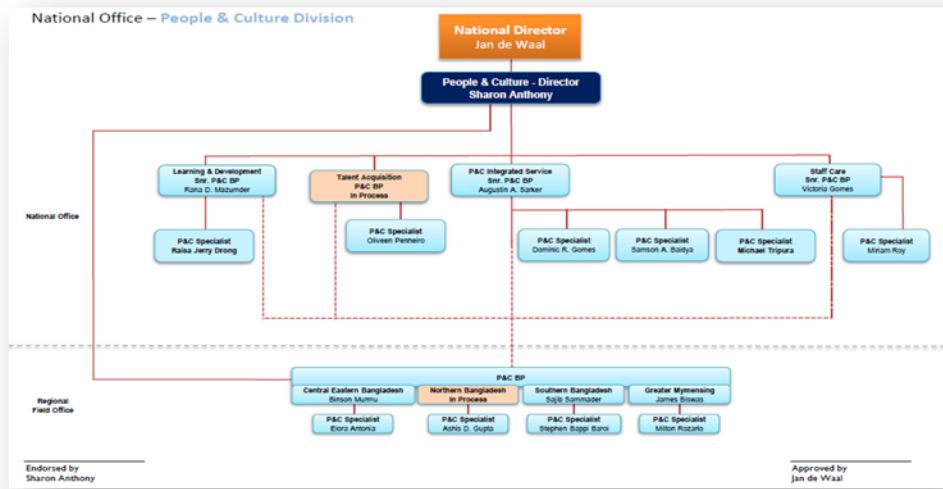 National Office – People & Culture Division
National Director
Jan de Waal
People & Culture - Director
Sharon Anthony
Learning & Development
Snr. P&C BP
Rana D. Mazumder
Talent Acquisition
P&C BP
In Process
P&C Integrated Service
Snr. P&C BP
Augustin A. Sarker
Staff Care
Snr. P&C BP
Victoria Gomes
National Office
P&C Specialist
Raisa Jerry Drong
P&C Specialist
Oliveen Penheiro
P&C Specialist
Dominic R. Gomes
P&C Specialist
Samson A. Baidya
P&C Specialist
Michael Tripura
P&C Specialist
Miriam Roy
Regional
Field Office
P&C BP
Central Eastern Bangladesh
Binson Murmu
Northern Bangladesh
In Process
Southern Bangladesh
Sajib Sammader
Greater Mymensing
James Biswas
P&C Specialist
Elora Antonia
P&C Specialist
Ashis D. Gupta
P&C Specialist
Stephen Bappi Baroi
P&C Specialist
Milton Rozario
Endorsed by
Sharon Anthony
Approved by
Jan de Waal